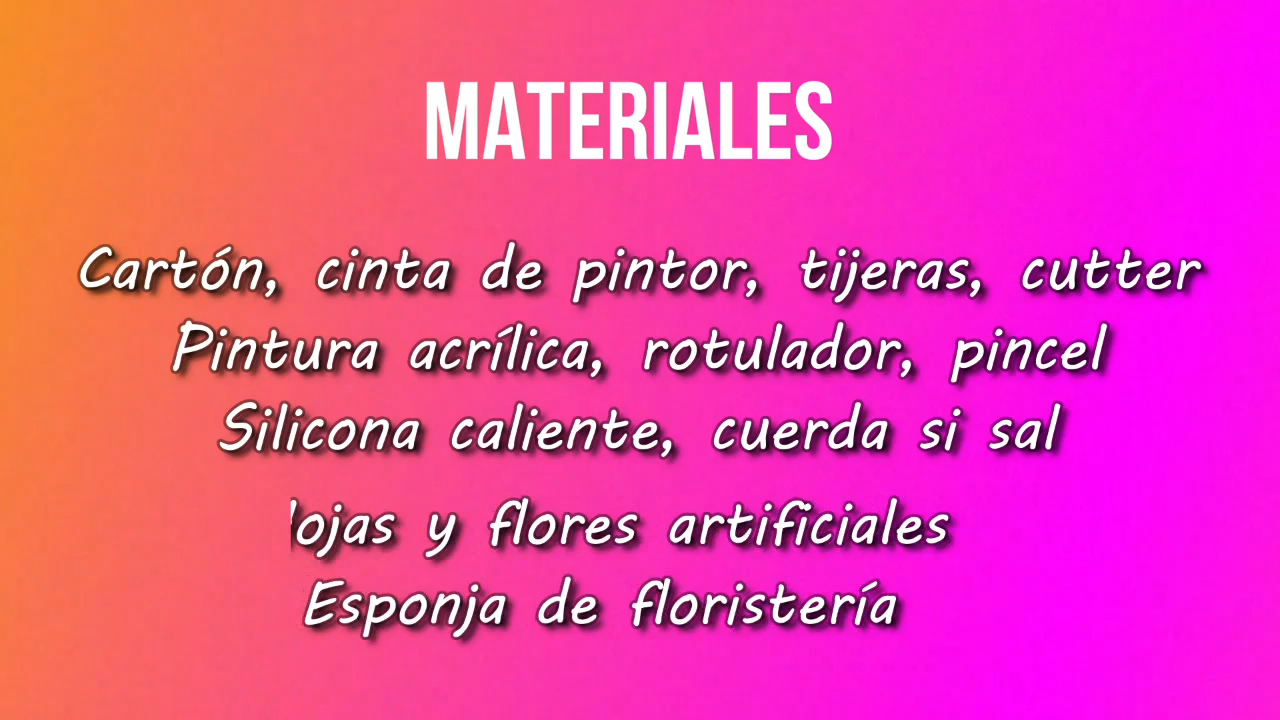 MATERIALES
Cartón, cinta de pintor, tijeras, cutter
Pintura acrílica, rotulador, pincel
Silicona caliente, cuerda si sal
y flores artificiales
Esponja de floristería